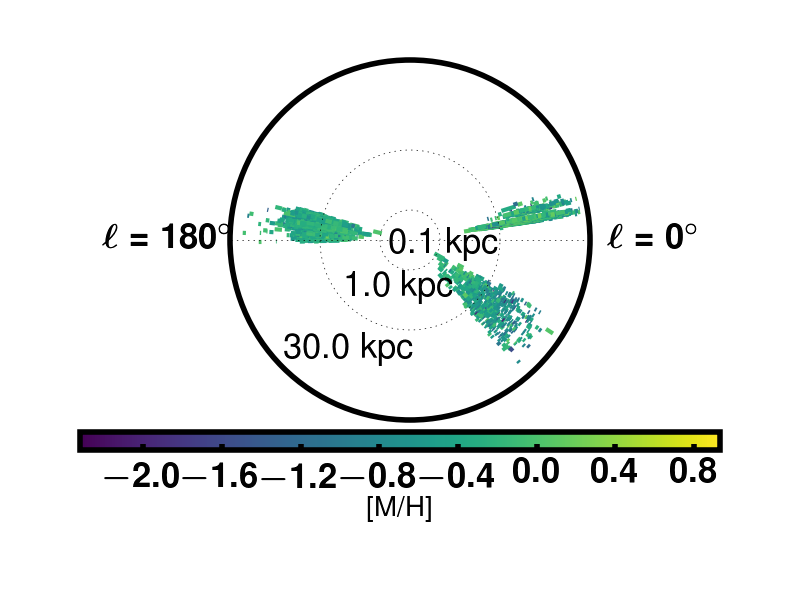 ℓ = 180° ℓ = 0°
0.1 kpc
1.0 kpc
30.0 kpc
−2.0 −1.6 −1.2 −0.8 −0.4 0.0 0.4 0.8
[M/H]